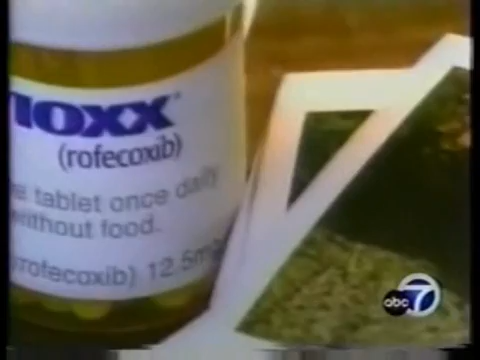 IOXX®
(rofecoxib)
e tablet once daily
without food.
rofecoxib) 12.5m
abc 7